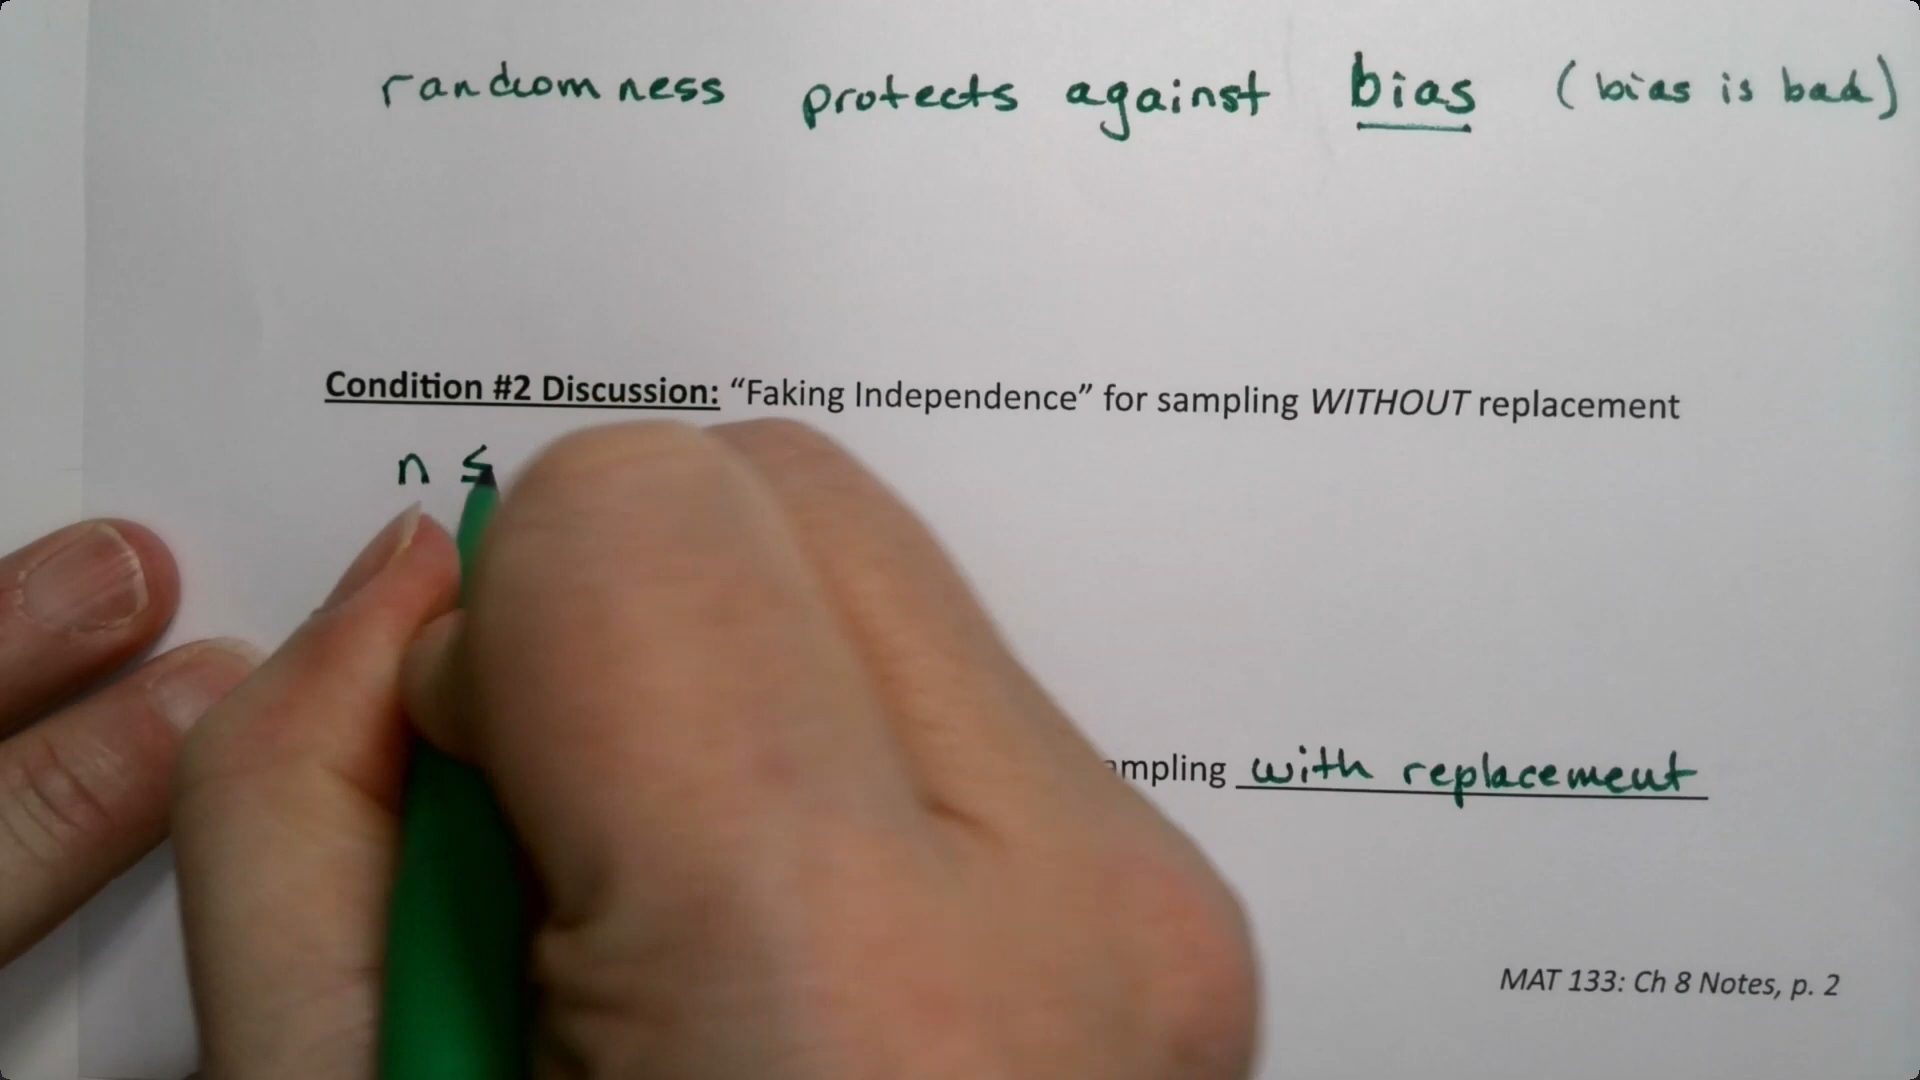 randomness protects against bias (bias is bad)
Condition #2 Discussion: “Faking Independence” for sampling WITHOUT replacement
n ≤
with replacement
MAT 133: Ch 8 Notes, p. 2